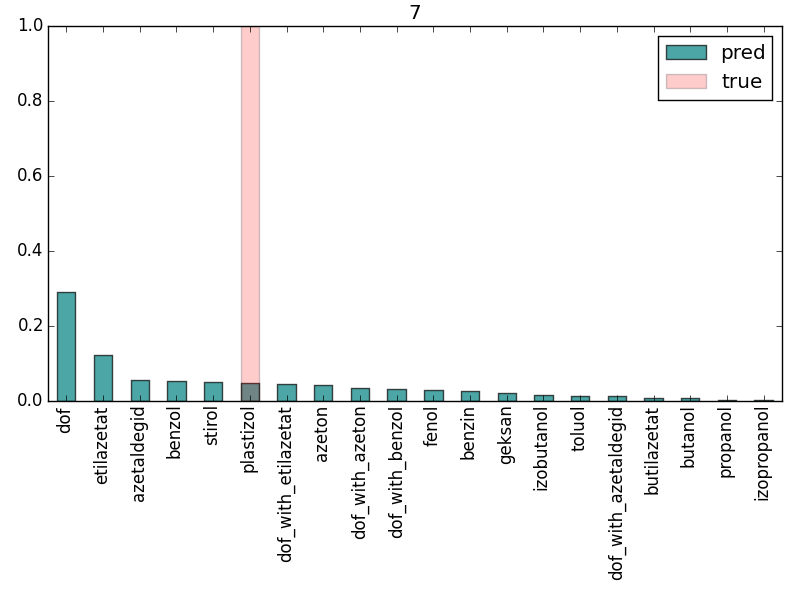 7
1.0
0.8
0.6
0.4
0.2
0.0
pred
true
dof
etilazetat
azetaldegid
benzol
stirol
plastizol
dof_with_etilazetat
azeton
dof_with_azeton
dof_with_benzol
fenol
benzin
geksan
izobutanol
toluol
dof_with_azetaldegid
butilazetat
butanol
propanol
izopropanol